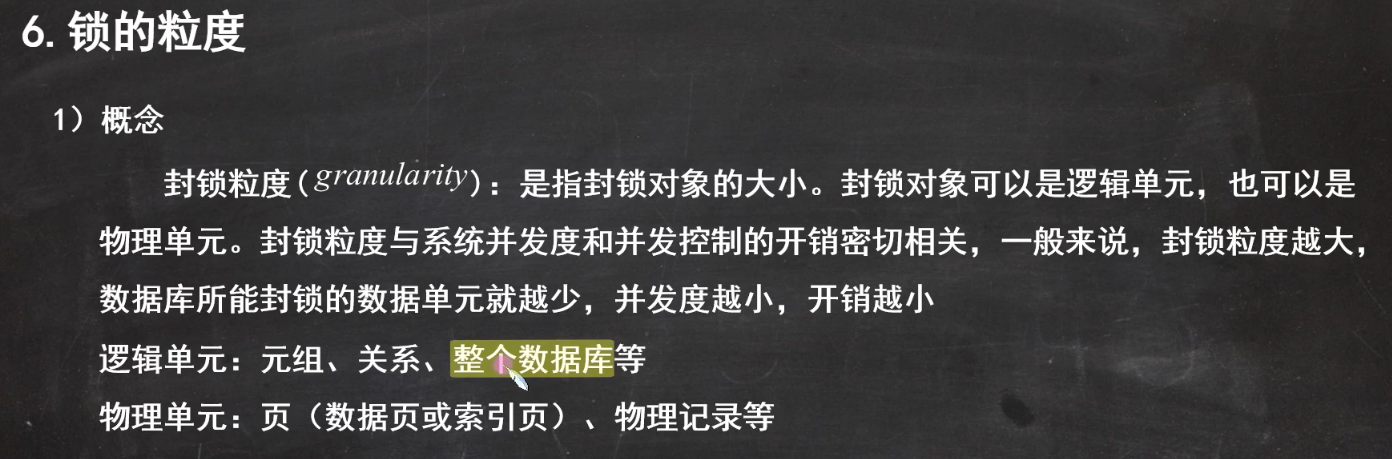 6.锁的粒度
1）概念
封锁粒度(granularity)：是指封锁对象的大小。封锁对象可以是逻辑单元，也可以是
物理单元。封锁粒度与系统并发度和并发控制的开销密切相关，一般来说，封锁粒度越大，
数据库所能封锁的数据单元就越少，并发度越小，开销越小
逻辑单元：元组、关系、整个数据库等
物理单元：页（数据页或索引页）、物理记录等